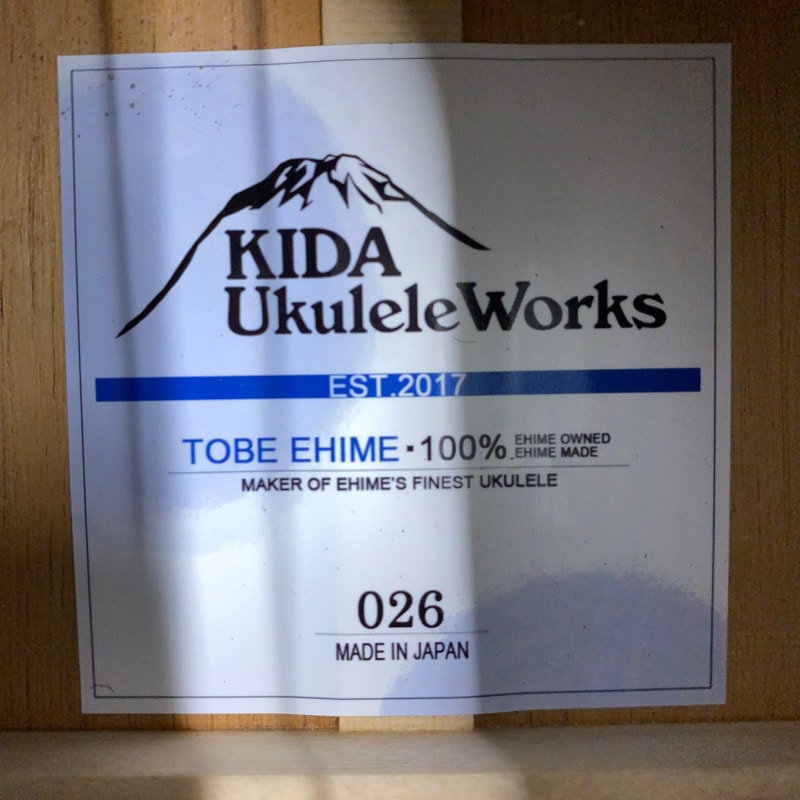 KIDA
UkuleleWorks
EST.2017
TOBE EHIME・100% EHIME OWNED
EHIME MADE
MAKER OF EHIME'S FINEST UKULELE
026
MADE IN JAPAN